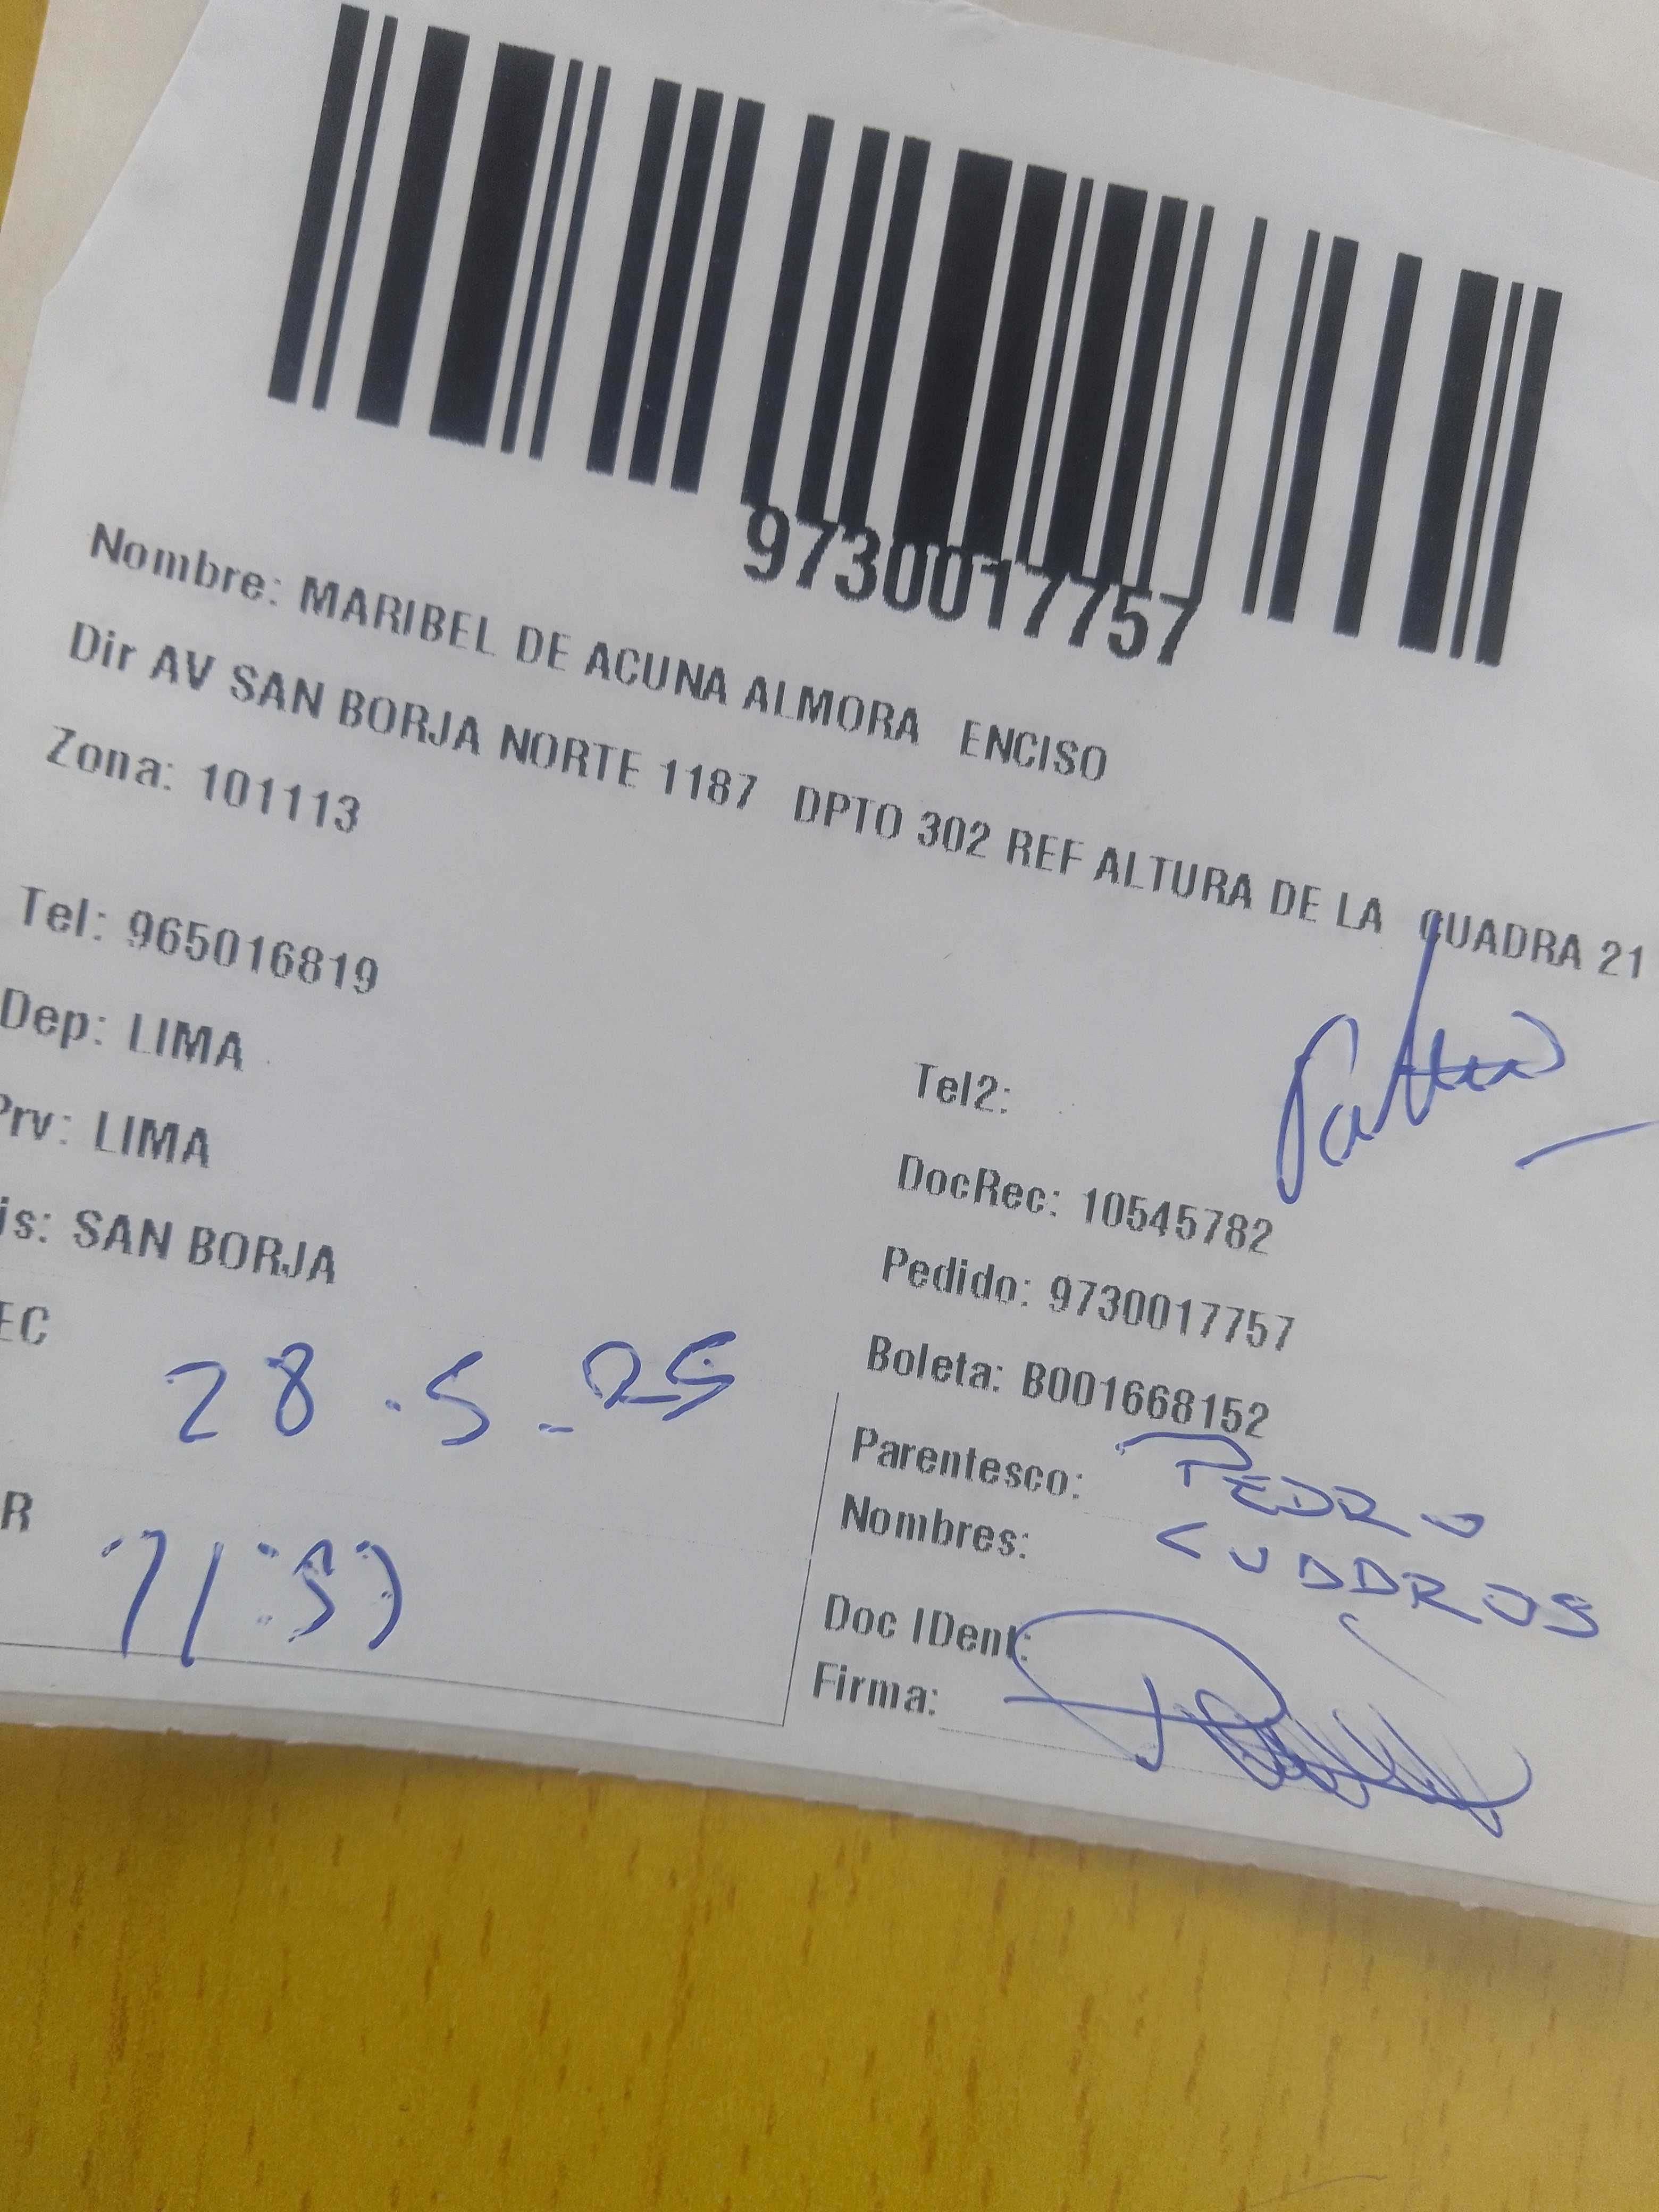 9730017757
Nombre: MARIBEL DE ACUNA ALMORA ENCISO
Dir AV SAN BORJA NORTE 1187 DPTO 302 REF ALTURA DE LA CUADRA 21
Zona: 101113
Tel: 965016819
Tel2:
Dep: LIMA
DocRec: 10545782
Prv: LIMA
Pedido: 9730017757
is: SAN BORJA
Boleta: B001668152
EC 28.5.25
Parentesco: PEDRO
Nombres: CUADROS
R
Doc IDent:
Firma: